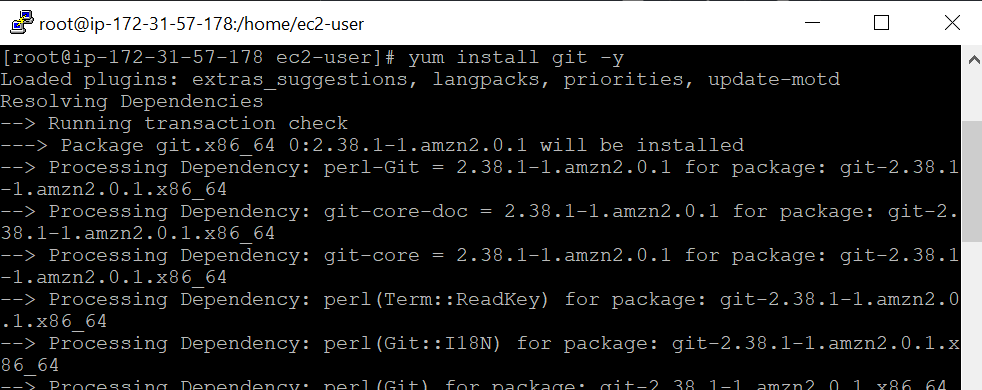 root@ip-172-31-57-178:/home/ec2-user
[root@ip-172-31-57-178 ec2-user]# yum install git -y
Loaded plugins: extras_suggestions, langpacks, priorities, update-motd
Resolving Dependencies
--> Running transaction check
---> Package git.x86_64 0:2.38.1-1.amzn2.0.1 will be installed
--> Processing Dependency: perl-Git = 2.38.1-1.amzn2.0.1 for package: git-2.38.1
-1.amzn2.0.1.x86_64
--> Processing Dependency: git-core-doc = 2.38.1-1.amzn2.0.1 for package: git-2.
38.1-1.amzn2.0.1.x86_64
--> Processing Dependency: git-core = 2.38.1-1.amzn2.0.1 for package: git-2.38.1
-1.amzn2.0.1.x86_64
--> Processing Dependency: perl(Term::ReadKey) for package: git-2.38.1-1.amzn2.0
.1.x86_64
--> Processing Dependency: perl(Git::I18N) for package: git-2.38.1-1.amzn2.0.1.x
86_64
--> Processing Dependency: perl(Git) for package: git-2.38.1-1.amzn2.0.1.x86_64